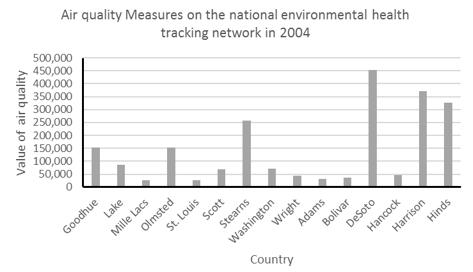 Air quality Measures on the national environmental health
tracking network in 2004
Value of air quality
500,000
450,000
400,000
350,000
300,000
250,000
200,000
150,000
100,000
50,000
0
Goodhue
Lake
Mille Lacs
Olmsted
St. Louis
Scott
Stearns
Washington
Wright
Adams
Bolivar
DeSoto
Hancock
Harrison
Hinds
Country